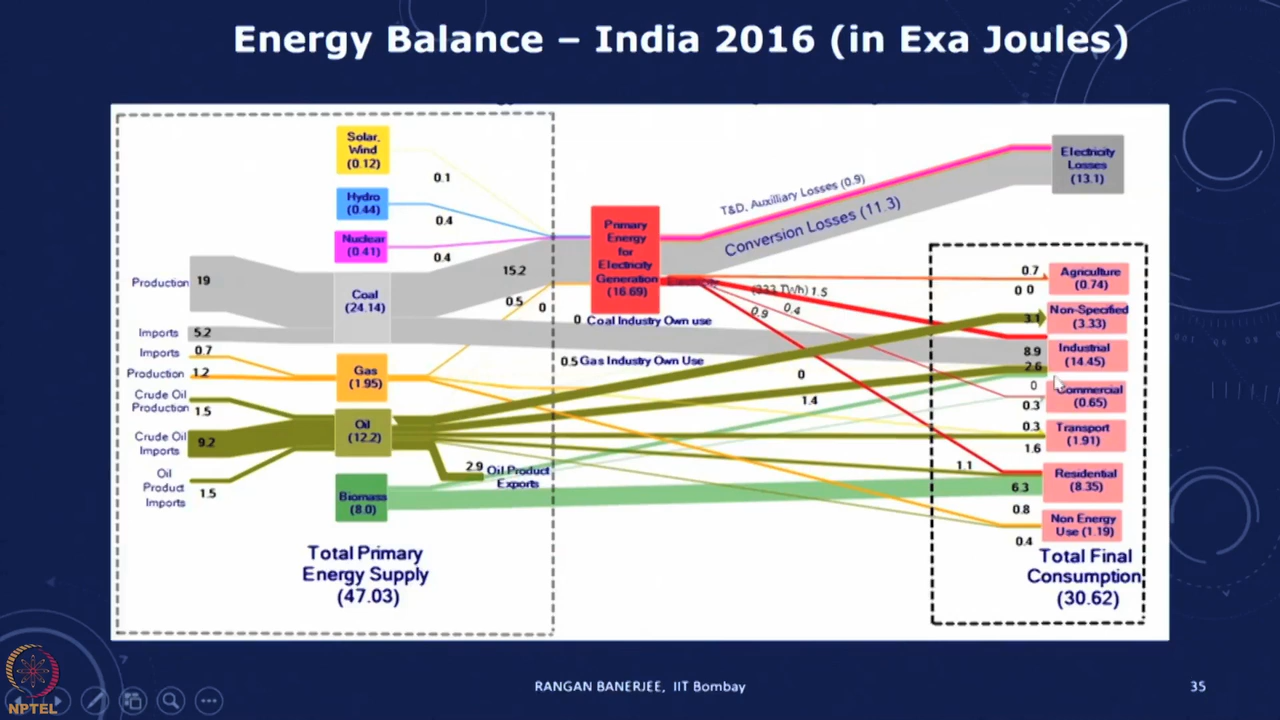 Energy Balance – India 2016 (in Exa Joules)
Solar,
Wind
(0.12)
0.1
Hydro
(0.44)
0.4
Nuclear
(0.41)
0.4
Production
19
Coal
(24.14)
15.2
Imports
5.2
Imports
0.7
Production
1.2
Gas
(1.95)
0.5
0
Crude Oil
Production
1.5
Crude Oil
Imports
9.2
Oil
(12.2)
Oil
Product
Imports
1.5
Biomass
(8.0)
Total Primary
Energy Supply
(47.03)
Primary
Energy
for
Electricity
Generation
(16.69)
T&D, Auxilliary Losses (0.9)
Conversion Losses (11.3)
Electricity
Losses
(13.1)
Electricity
(333 TWh) 1.5
0.9
0.4
0 Coal Industry Own use
0.5 Gas Industry Own Use
0
1.4
2.9 Oil Product
Exports
1.1
0.7
0 0
Agriculture
(0.74)
3.1
Non-Specified
(3.33)
8.9
2.6
Industrial
(14.45)
0
0.3
Commercial
(0.65)
0.3
1.6
Transport
(1.91)
6.3
Residential
(8.35)
0.8
0.4
Non Energy
Use (1.19)
Total Final
Consumption
(30.62)
NPTEL
RANGAN BANERJEE, IIT Bombay
35